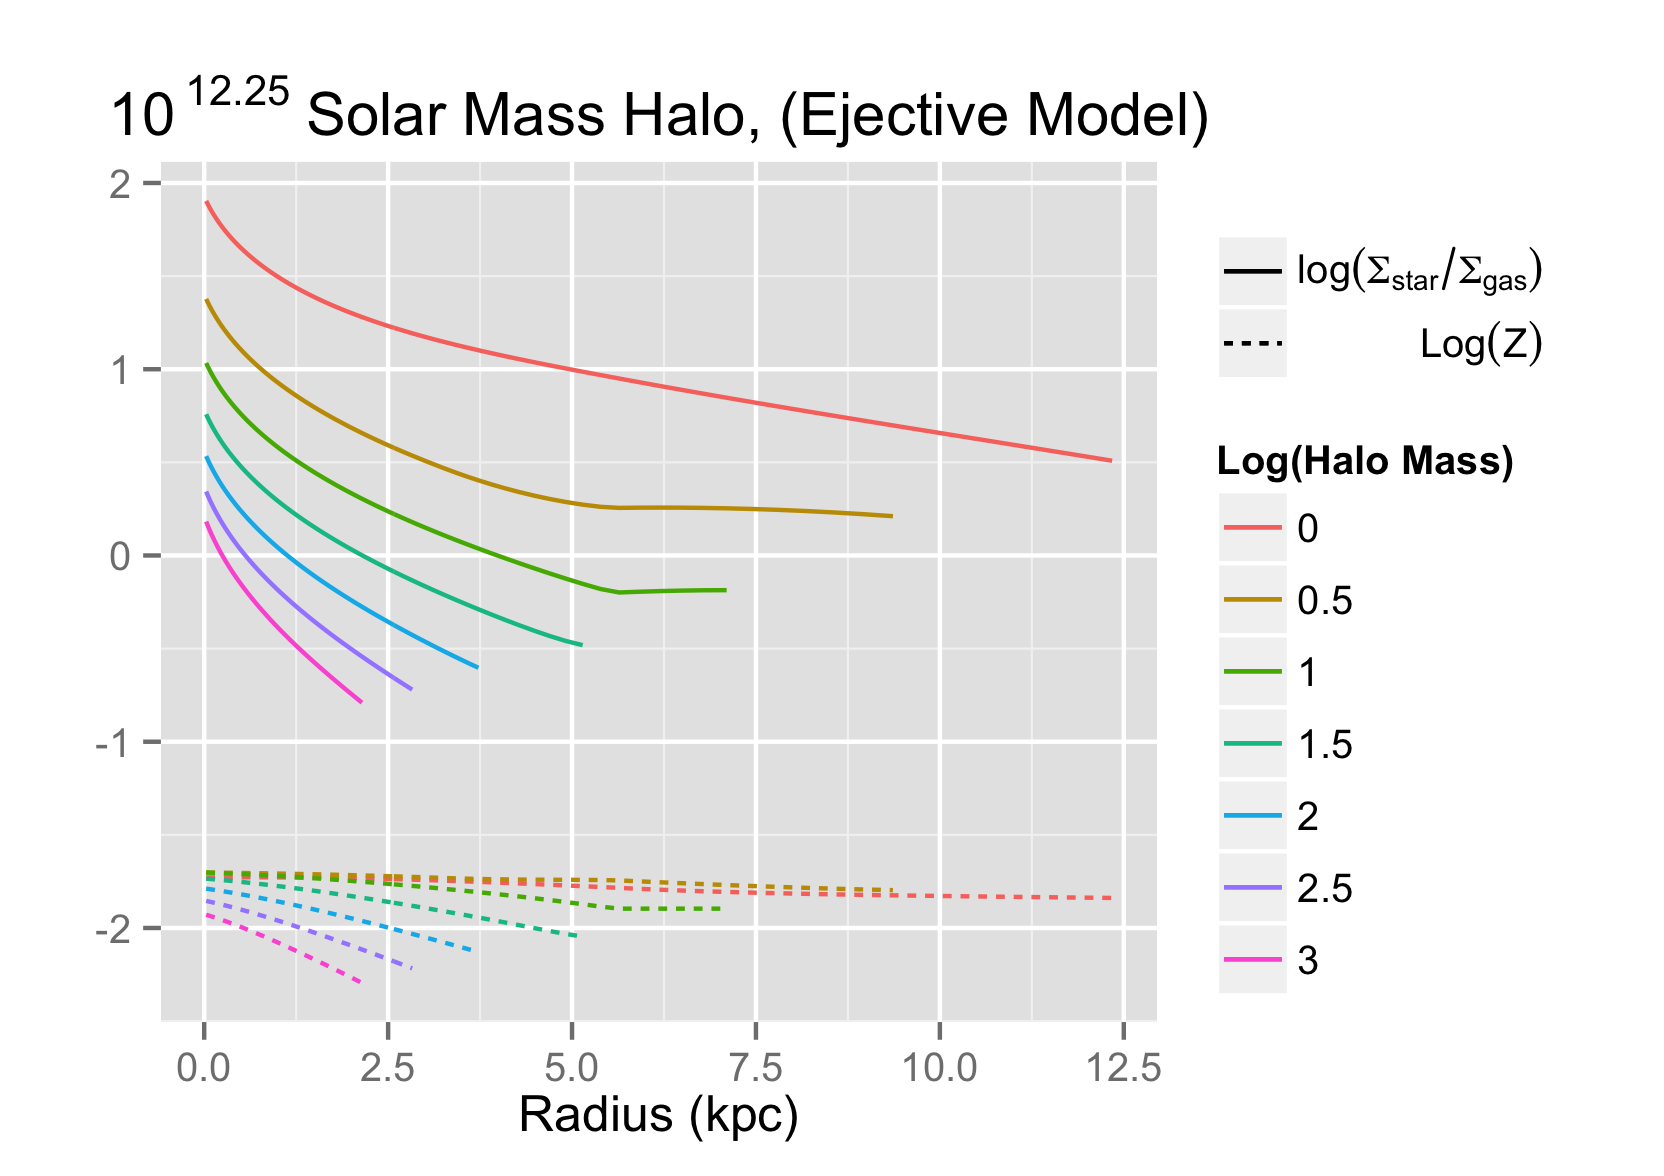 10^12.25 Solar Mass Halo, (Ejective Model)
2
1
0
-1
-2
0.0 2.5 5.0 7.5 10.0 12.5
Radius (kpc)
log(Σstar/Σgas)
Log(Z)
Log(Halo Mass)
0
0.5
1
1.5
2
2.5
3